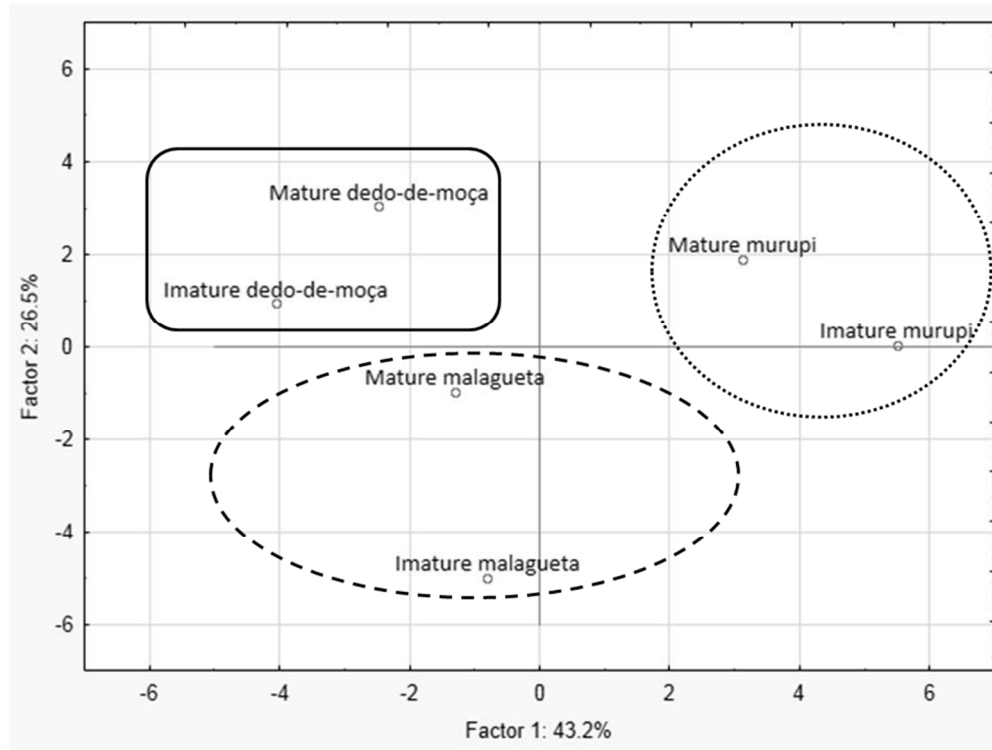 6
4
Mature dedo-de-moça
2
Mature murupi
Imature dedo-de-moça
Imature murupi
0
Mature malagueta
-2
-4
Imature malagueta
-6
Factor 2: 26.5%
-6 -4 -2 0 2 4 6
Factor 1: 43.2%